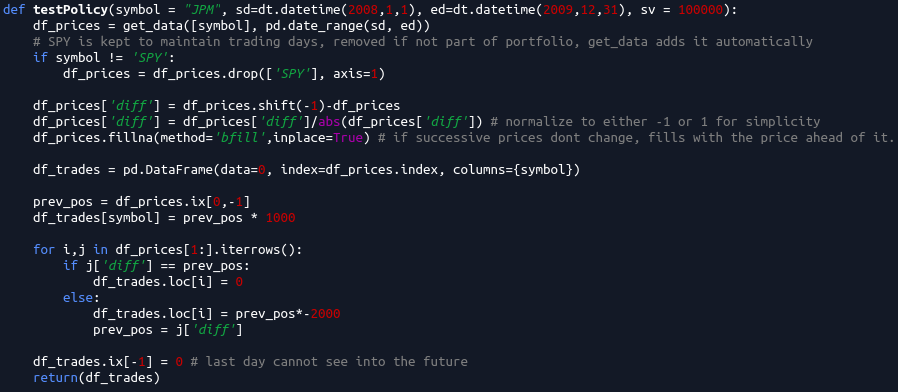 def testPolicy(symbol = "JPM", sd=dt.datetime(2008,1,1), ed=dt.datetime(2009,12,31), sv = 100000):
    df_prices = get_data([symbol], pd.date_range(sd, ed))
    # SPY is kept to maintain trading days, removed if not part of portfolio, get_data adds it automatically
    if symbol != 'SPY':
        df_prices = df_prices.drop(['SPY'], axis=1)

    df_prices['diff'] = df_prices.shift(-1)-df_prices
    df_prices['diff'] = df_prices['diff']/abs(df_prices['diff']) # normalize to either -1 or 1 for simplicity
    df_prices.fillna(method='bfill',inplace=True) # if successive prices dont change, fills with the price ahead of it.

    df_trades = pd.DataFrame(data=0, index=df_prices.index, columns={symbol})

    prev_pos = df_prices.ix[0,-1]
    df_trades[symbol] = prev_pos * 1000

    for i,j in df_prices[1:].iterrows():
        if j['diff'] == prev_pos:
            df_trades.loc[i] = 0
        else:
            df_trades.loc[i] = prev_pos*-2000
            prev_pos = j['diff']

    df_trades.ix[-1] = 0 # last day cannot see into the future
    return(df_trades)